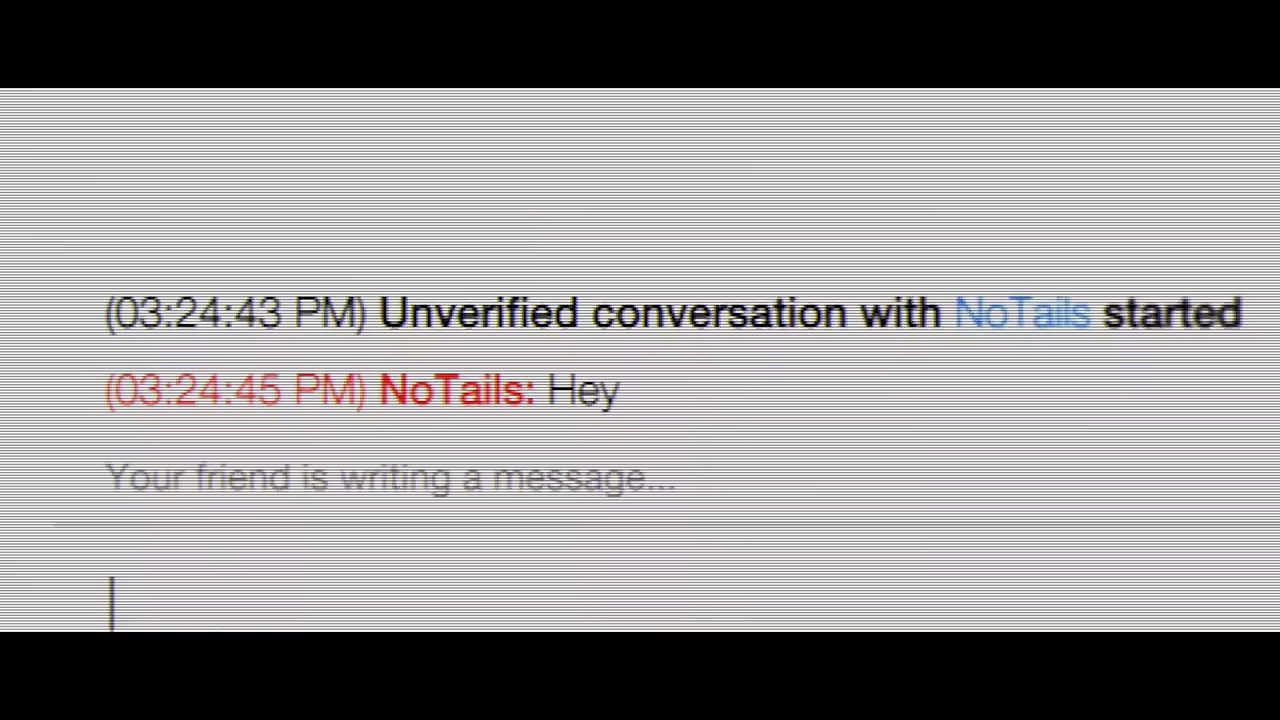 (03:24:43 PM) Unverified conversation with NoTails started
(03:24:45 PM) NoTails: Hey
Your friend is writing a message...